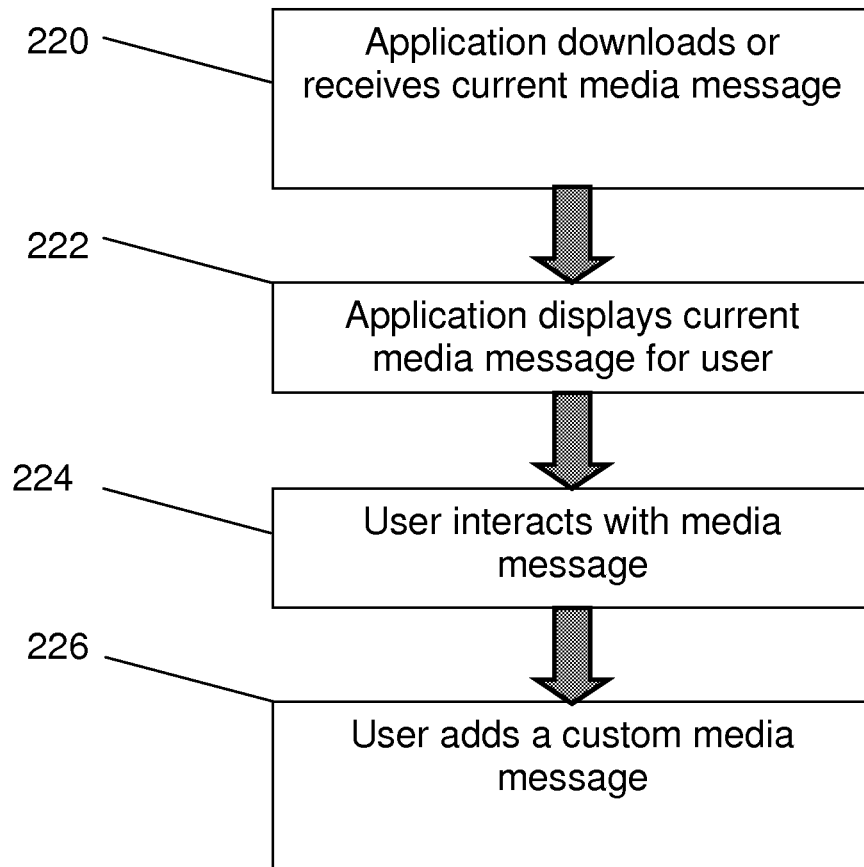 220
Application downloads or
receives current media message
222
Application displays current
media message for user
224
User interacts with media
message
226
User adds a custom media
message